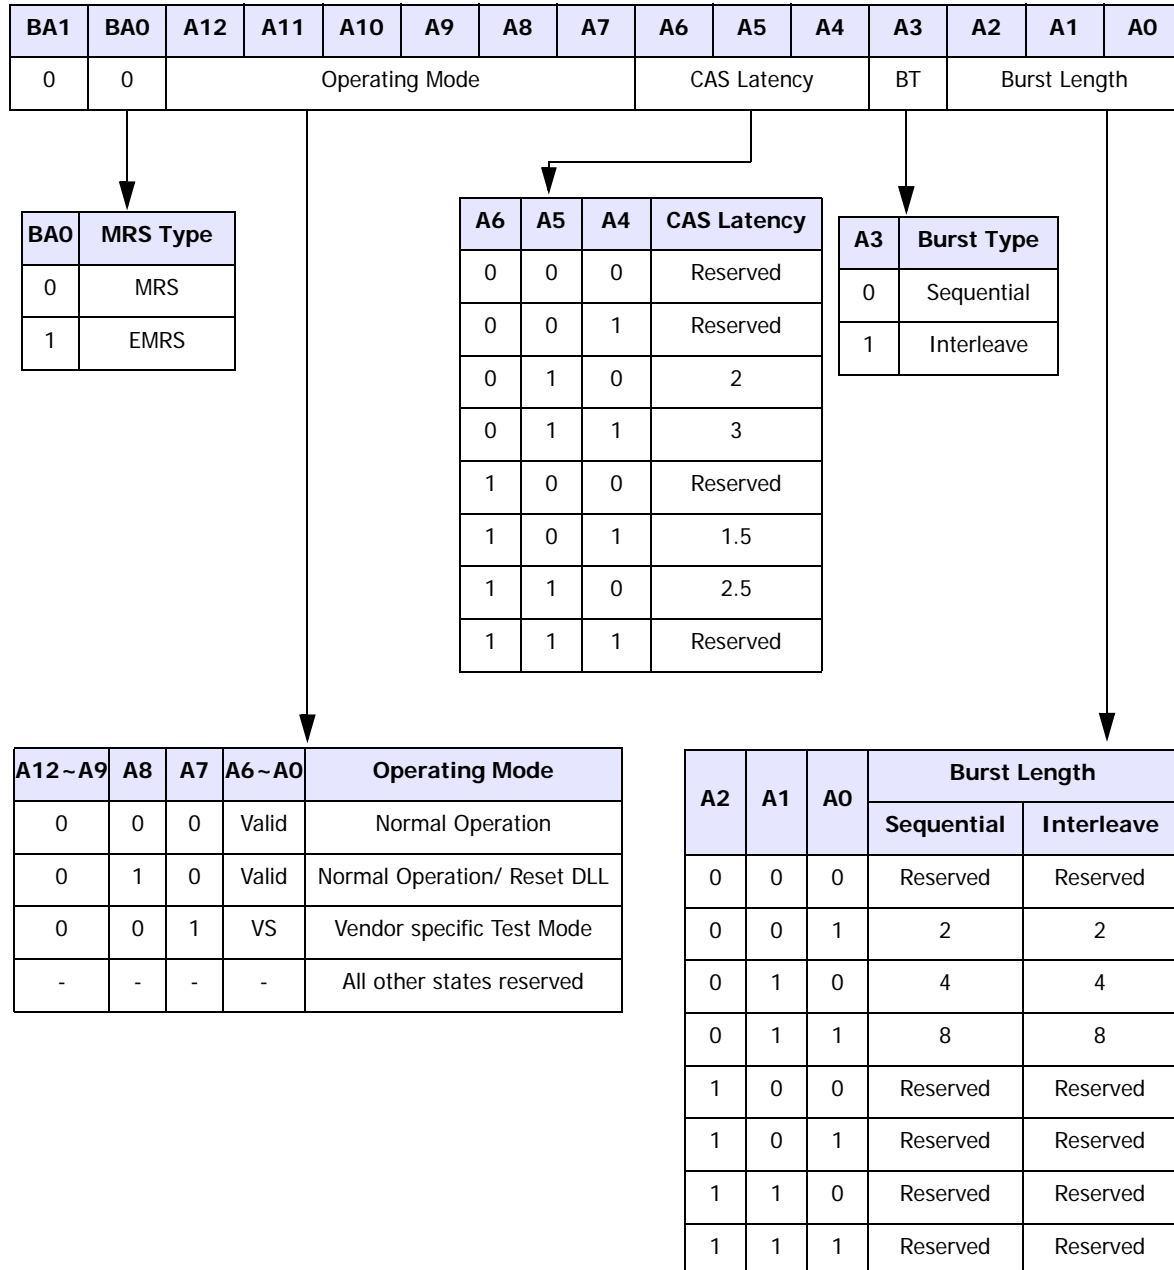 BA1 BA0 A12 A11 A10 A9 A8 A7 A6 A5 A4 A3 A2 A1 A0
0 0 Operating Mode CAS Latency BT Burst Length
BA0 MRS Type
0 MRS
1 EMRS
A6 A5 A4 CAS Latency
0 0 0 Reserved
0 0 1 Reserved
0 1 0 2
0 1 1 3
1 0 0 Reserved
1 0 1 1.5
1 1 0 2.5
1 1 1 Reserved
A3 Burst Type
0 Sequential
1 Interleave
A12~A9 A8 A7 A6~A0 Operating Mode
0 0 0 Valid Normal Operation
0 1 0 Valid Normal Operation/ Reset DLL
0 0 1 VS Vendor specific Test Mode
- - - - All other states reserved
A2 A1 A0 Burst Length
Sequential Interleave
0 0 0 Reserved Reserved
0 0 1 2 2
0 1 0 4 4
0 1 1 8 8
1 0 0 Reserved Reserved
1 0 1 Reserved Reserved
1 1 0 Reserved Reserved
1 1 1 Reserved Reserved